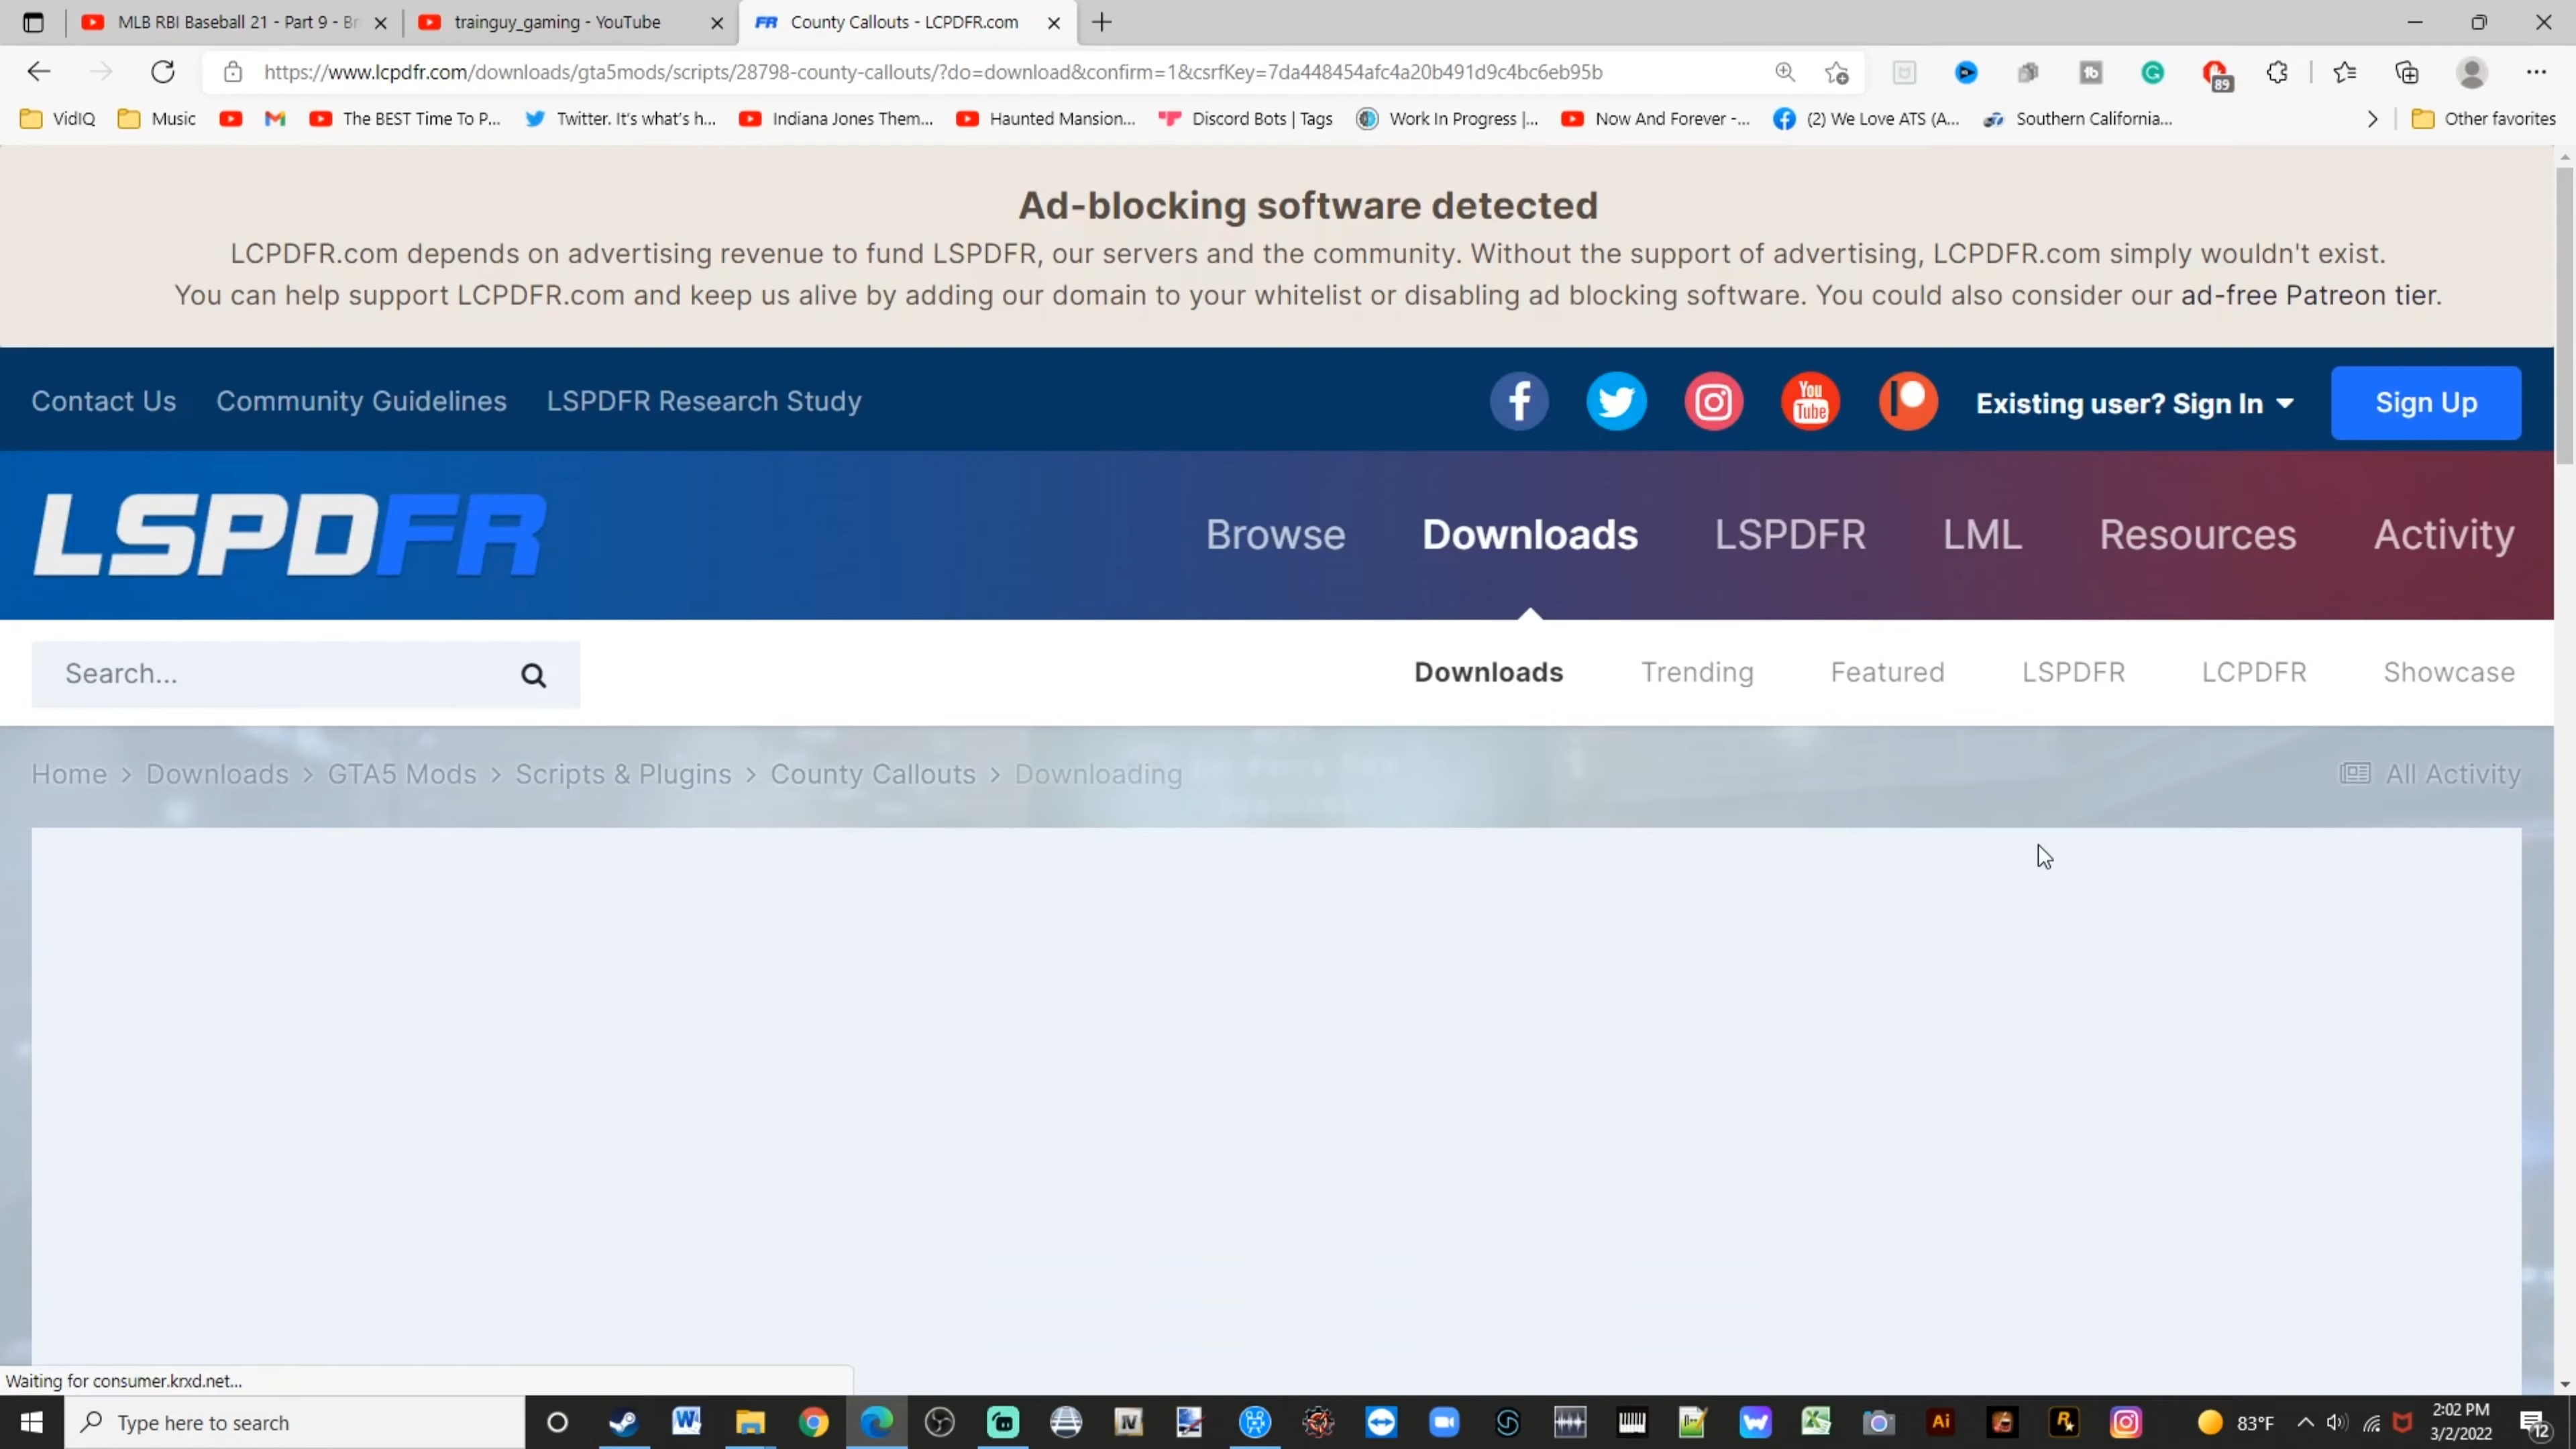 MLB RBI Baseball 21 - Part 9 - Br
trainguy_gaming - YouTube
FR County Callouts - LCPDFR.com
https://www.lcpdfr.com/downloads/gta5mods/scripts/28798-county-callouts/?do=download&confirm=1&csrfKey=7da448454afc4a20b491d9c4bc6eb95b
89
VidIQ Music The BEST Time To P... Twitter. It's what's h... Indiana Jones Them... Haunted Mansion... Discord Bots | Tags Work In Progress |... Now And Forever -... (2) We Love ATS (A... Southern California... Other favorites
Ad-blocking software detected
LCPDFR.com depends on advertising revenue to fund LSPDFR, our servers and the community. Without the support of advertising, LCPDFR.com simply wouldn't exist.
You can help support LCPDFR.com and keep us alive by adding our domain to your whitelist or disabling ad blocking software. You could also consider our ad-free Patreon tier.
Contact Us Community Guidelines LSPDFR Research Study You Tube Existing user? Sign In Sign Up
LSPDFR Browse Downloads LSPDFR LML Resources Activity
Search... Downloads Trending Featured LSPDFR LCPDFR Showcase
Home > Downloads > GTA5 Mods > Scripts & Plugins > County Callouts > Downloading All Activity
Waiting for consumer.krxd.net...
Type here to search IV Ai 83°F 2:02 PM
3/2/2022 12